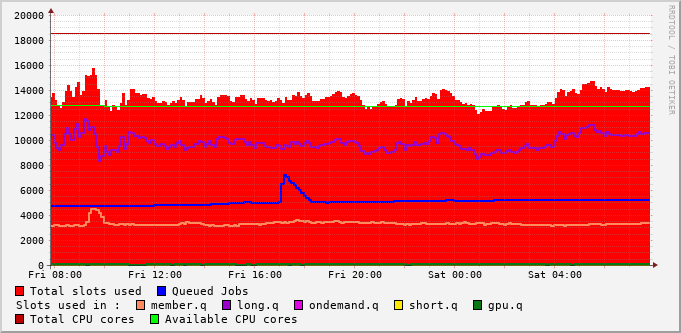 RRDTOOL / TOBI OETIKER
20000
18000
16000
14000
12000
10000
8000
6000
4000
2000
0
Fri 08:00 Fri 12:00 Fri 16:00 Fri 20:00 Sat 00:00 Sat 04:00
Total slots used Queued Jobs
Slots used in : member.q long.q ondemand.q short.q gpu.q
Total CPU cores Available CPU cores